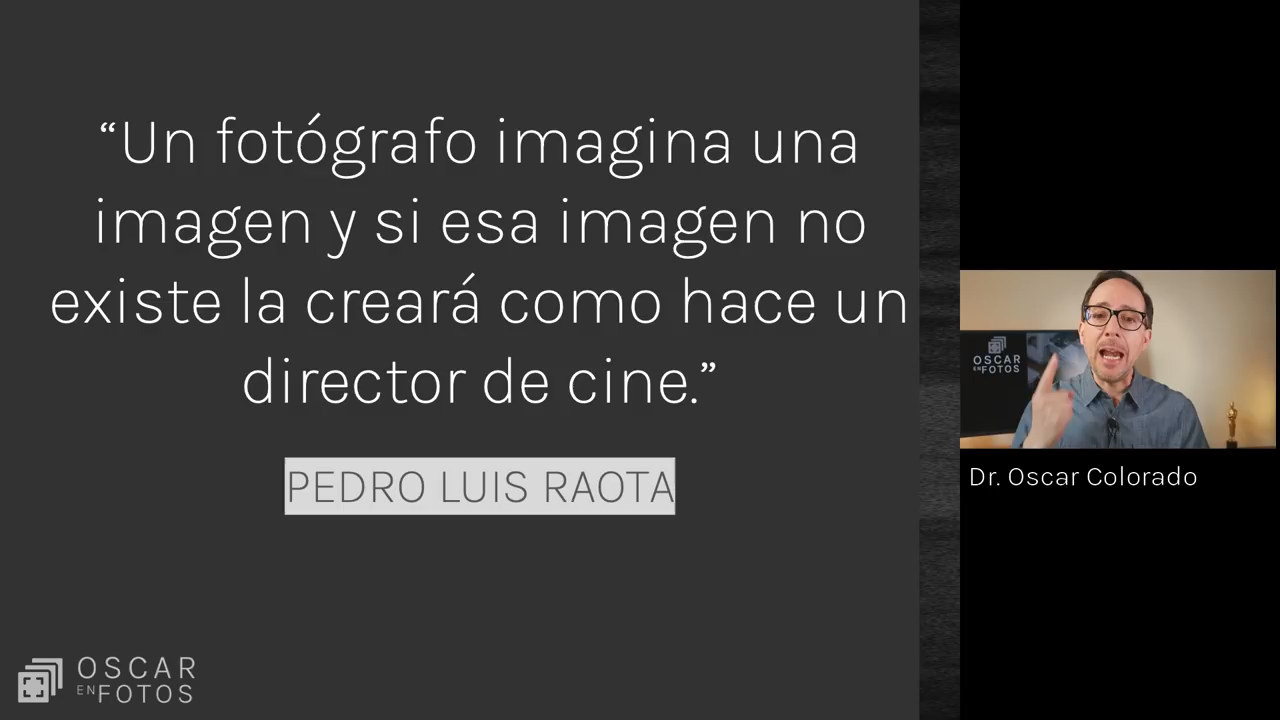 “Un fotógrafo imagina una
imagen y si esa imagen no
existe la creará como hace un
director de cine.”
PEDRO LUIS RAOTA
OSCAR
EN FOTOS
OSCAR
EN FOTOS
Dr. Oscar Colorado